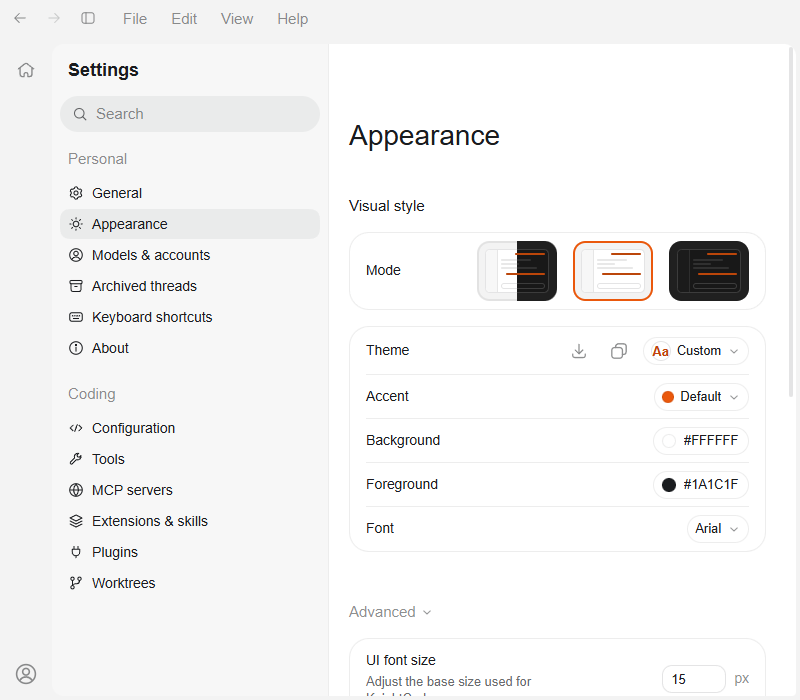 File Edit View Help
Settings
Search
Personal
General
Appearance
Models & accounts
Archived threads
Keyboard shortcuts
About
Coding
Configuration
Tools
MCP servers
Extensions & skills
Plugins
Worktrees
Appearance
Visual style
Mode
Theme
Aa Custom
Accent
Default
Background
#FFFFFF
Foreground
#1A1C1F
Font
Arial
Advanced
UI font size
Adjust the base size used for
15 px